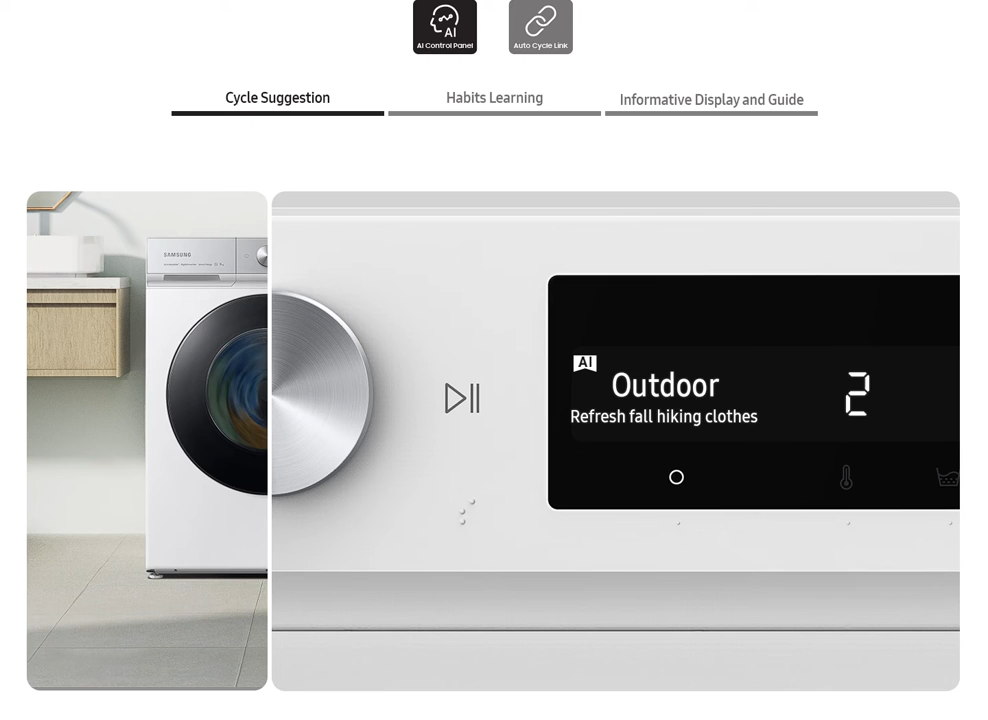 AI
AI Control Panel
Auto Cycle Link
Cycle Suggestion
Habits Learning
Informative Display and Guide
SAMSUNG
AI
Outdoor
2
Refresh fall hiking clothes